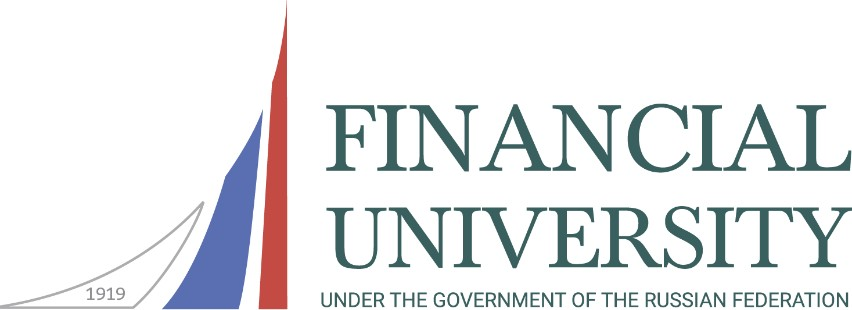 FINANCIAL
UNIVERSITY
1919
UNDER THE GOVERNMENT OF THE RUSSIAN FEDERATION